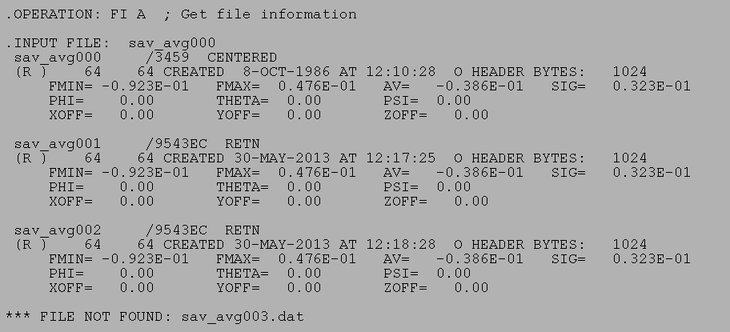 .OPERATION: FI A  ; Get file information
.INPUT FILE:  sav_avg000
sav_avg000     /3459  CENTERED
(R )    64    64 CREATED  8-OCT-1986 AT 12:10:28  O HEADER BYTES:   1024
FMIN= -0.923E-01   FMAX=  0.476E-01   AV=   -0.386E-01   SIG=  0.323E-01
PHI=    0.00       THETA=  0.00       PSI=  0.00
XOFF=   0.00       YOFF=   0.00       ZOFF=   0.00
sav_avg001     /9543EC  RETN
(R )    64    64 CREATED 30-MAY-2013 AT 12:17:25  O HEADER BYTES:   1024
FMIN= -0.923E-01   FMAX=  0.476E-01   AV=   -0.386E-01   SIG=  0.323E-01
PHI=    0.00       THETA=  0.00       PSI=  0.00
XOFF=   0.00       YOFF=   0.00       ZOFF=   0.00
sav_avg002     /9543EC  RETN
(R )    64    64 CREATED 30-MAY-2013 AT 12:18:28  O HEADER BYTES:   1024
FMIN= -0.923E-01   FMAX=  0.476E-01   AV=   -0.386E-01   SIG=  0.323E-01
PHI=    0.00       THETA=  0.00       PSI=  0.00
XOFF=   0.00       YOFF=   0.00       ZOFF=   0.00
*** FILE NOT FOUND: sav_avg003.dat